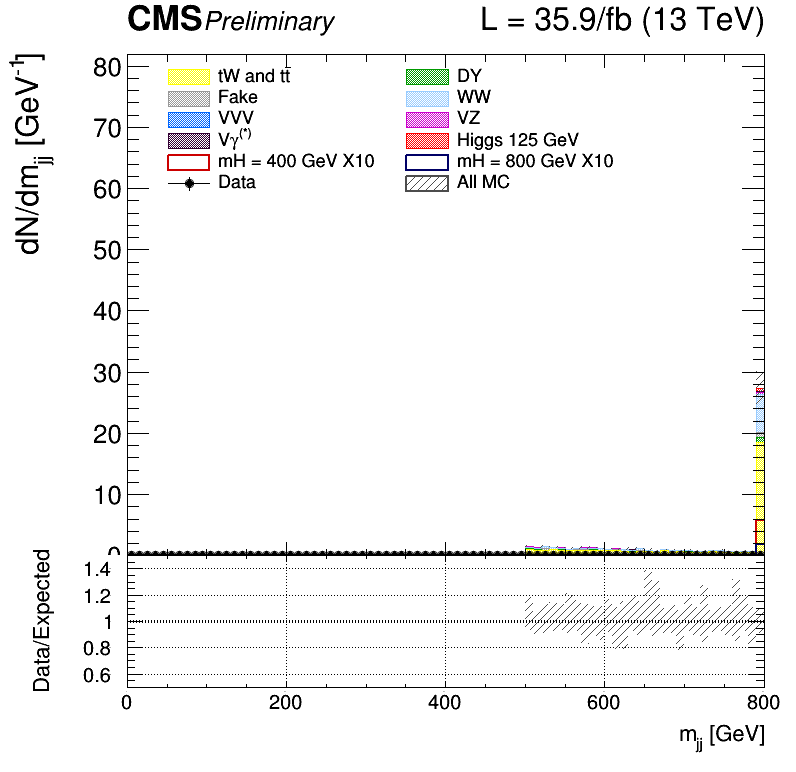 CMS Preliminary L = 35.9/fb (13 TeV)
dN/dm_jj [GeV^-1]
80
70
60
50
40
30
20
10
0
tW and tt̄ DY
Fake WW
VVV VZ
Vγ(*) Higgs 125 GeV
mH = 400 GeV X10 mH = 800 GeV X10
Data All MC
Data/Expected
1.4
1.2
1
0.8
0.6
0 200 400 600 800
m_jj [GeV]